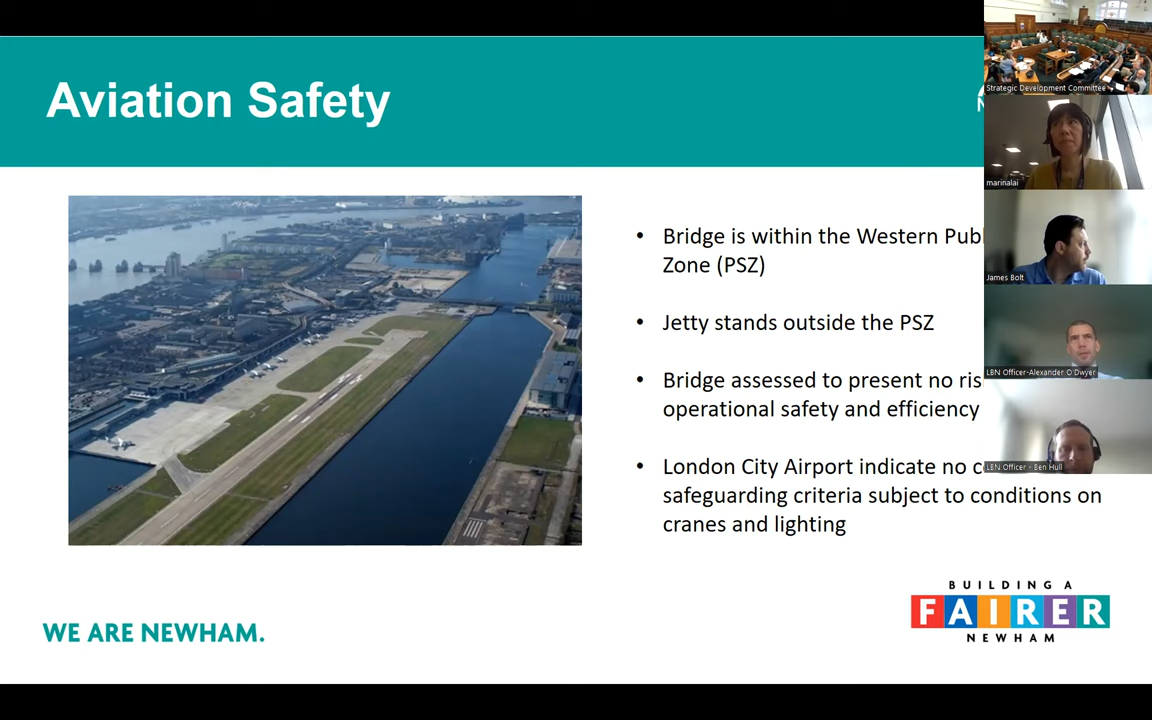 Aviation Safety
• Bridge is within the Western
Zone (PSZ)
• Jetty stands outside the PSZ
• Bridge assessed to present no
operational safety and efficiency
• London City Airport indicate no
safeguarding criteria subject to conditions on
cranes and lighting
WE ARE NEWHAM.
BUILDING A
FAIRER
NEWHAM
Strategic Development Committee
marinalai
James Bolt
LBN Officer-Alexander O Dwyer
LBN Officer - Ben Hull